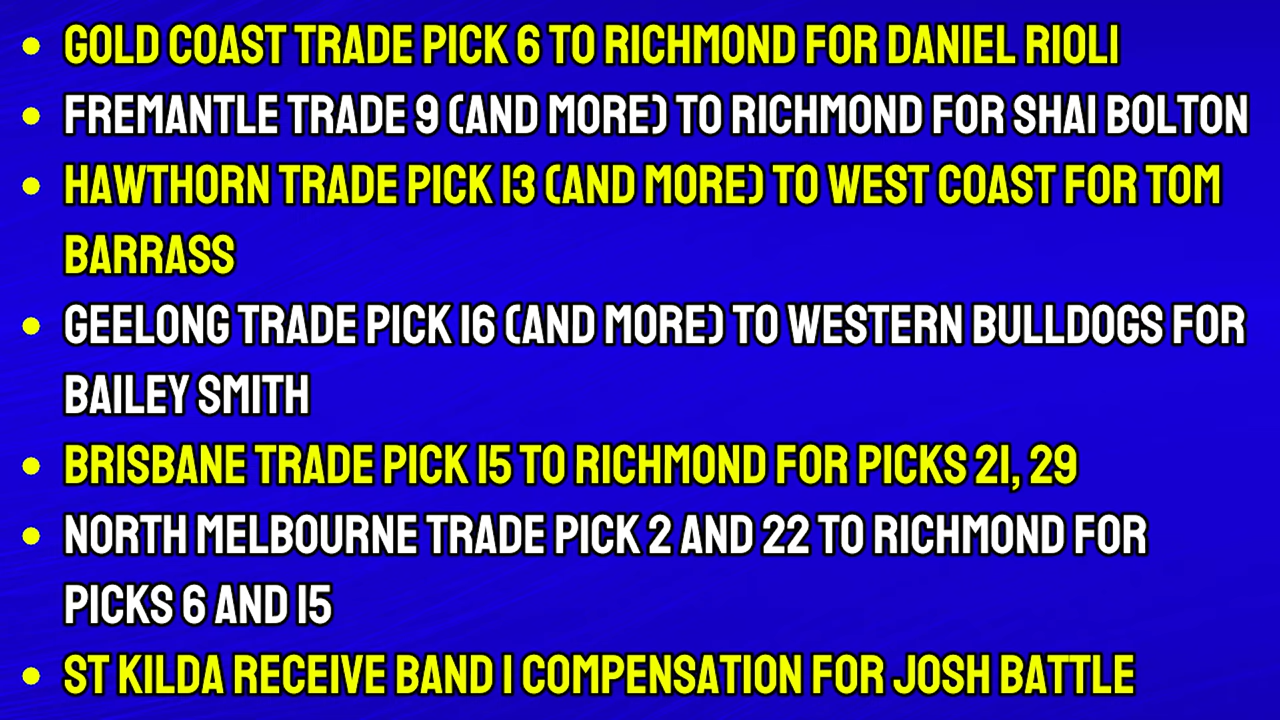 GOLD COAST TRADE PICK 6 TO RICHMOND FOR DANIEL RIOLI
FREMANTLE TRADE 9 (AND MORE) TO RICHMOND FOR SHAI BOLTON
HAWTHORN TRADE PICK 13 (AND MORE) TO WEST COAST FOR TOM
BARRASS
GEELONG TRADE PICK 16 (AND MORE) TO WESTERN BULLDOGS FOR
BAILEY SMITH
BRISBANE TRADE PICK 15 TO RICHMOND FOR PICKS 21, 29
NORTH MELBOURNE TRADE PICK 2 AND 22 TO RICHMOND FOR
PICKS 6 AND 15
ST KILDA RECEIVE BAND 1 COMPENSATION FOR JOSH BATTLE